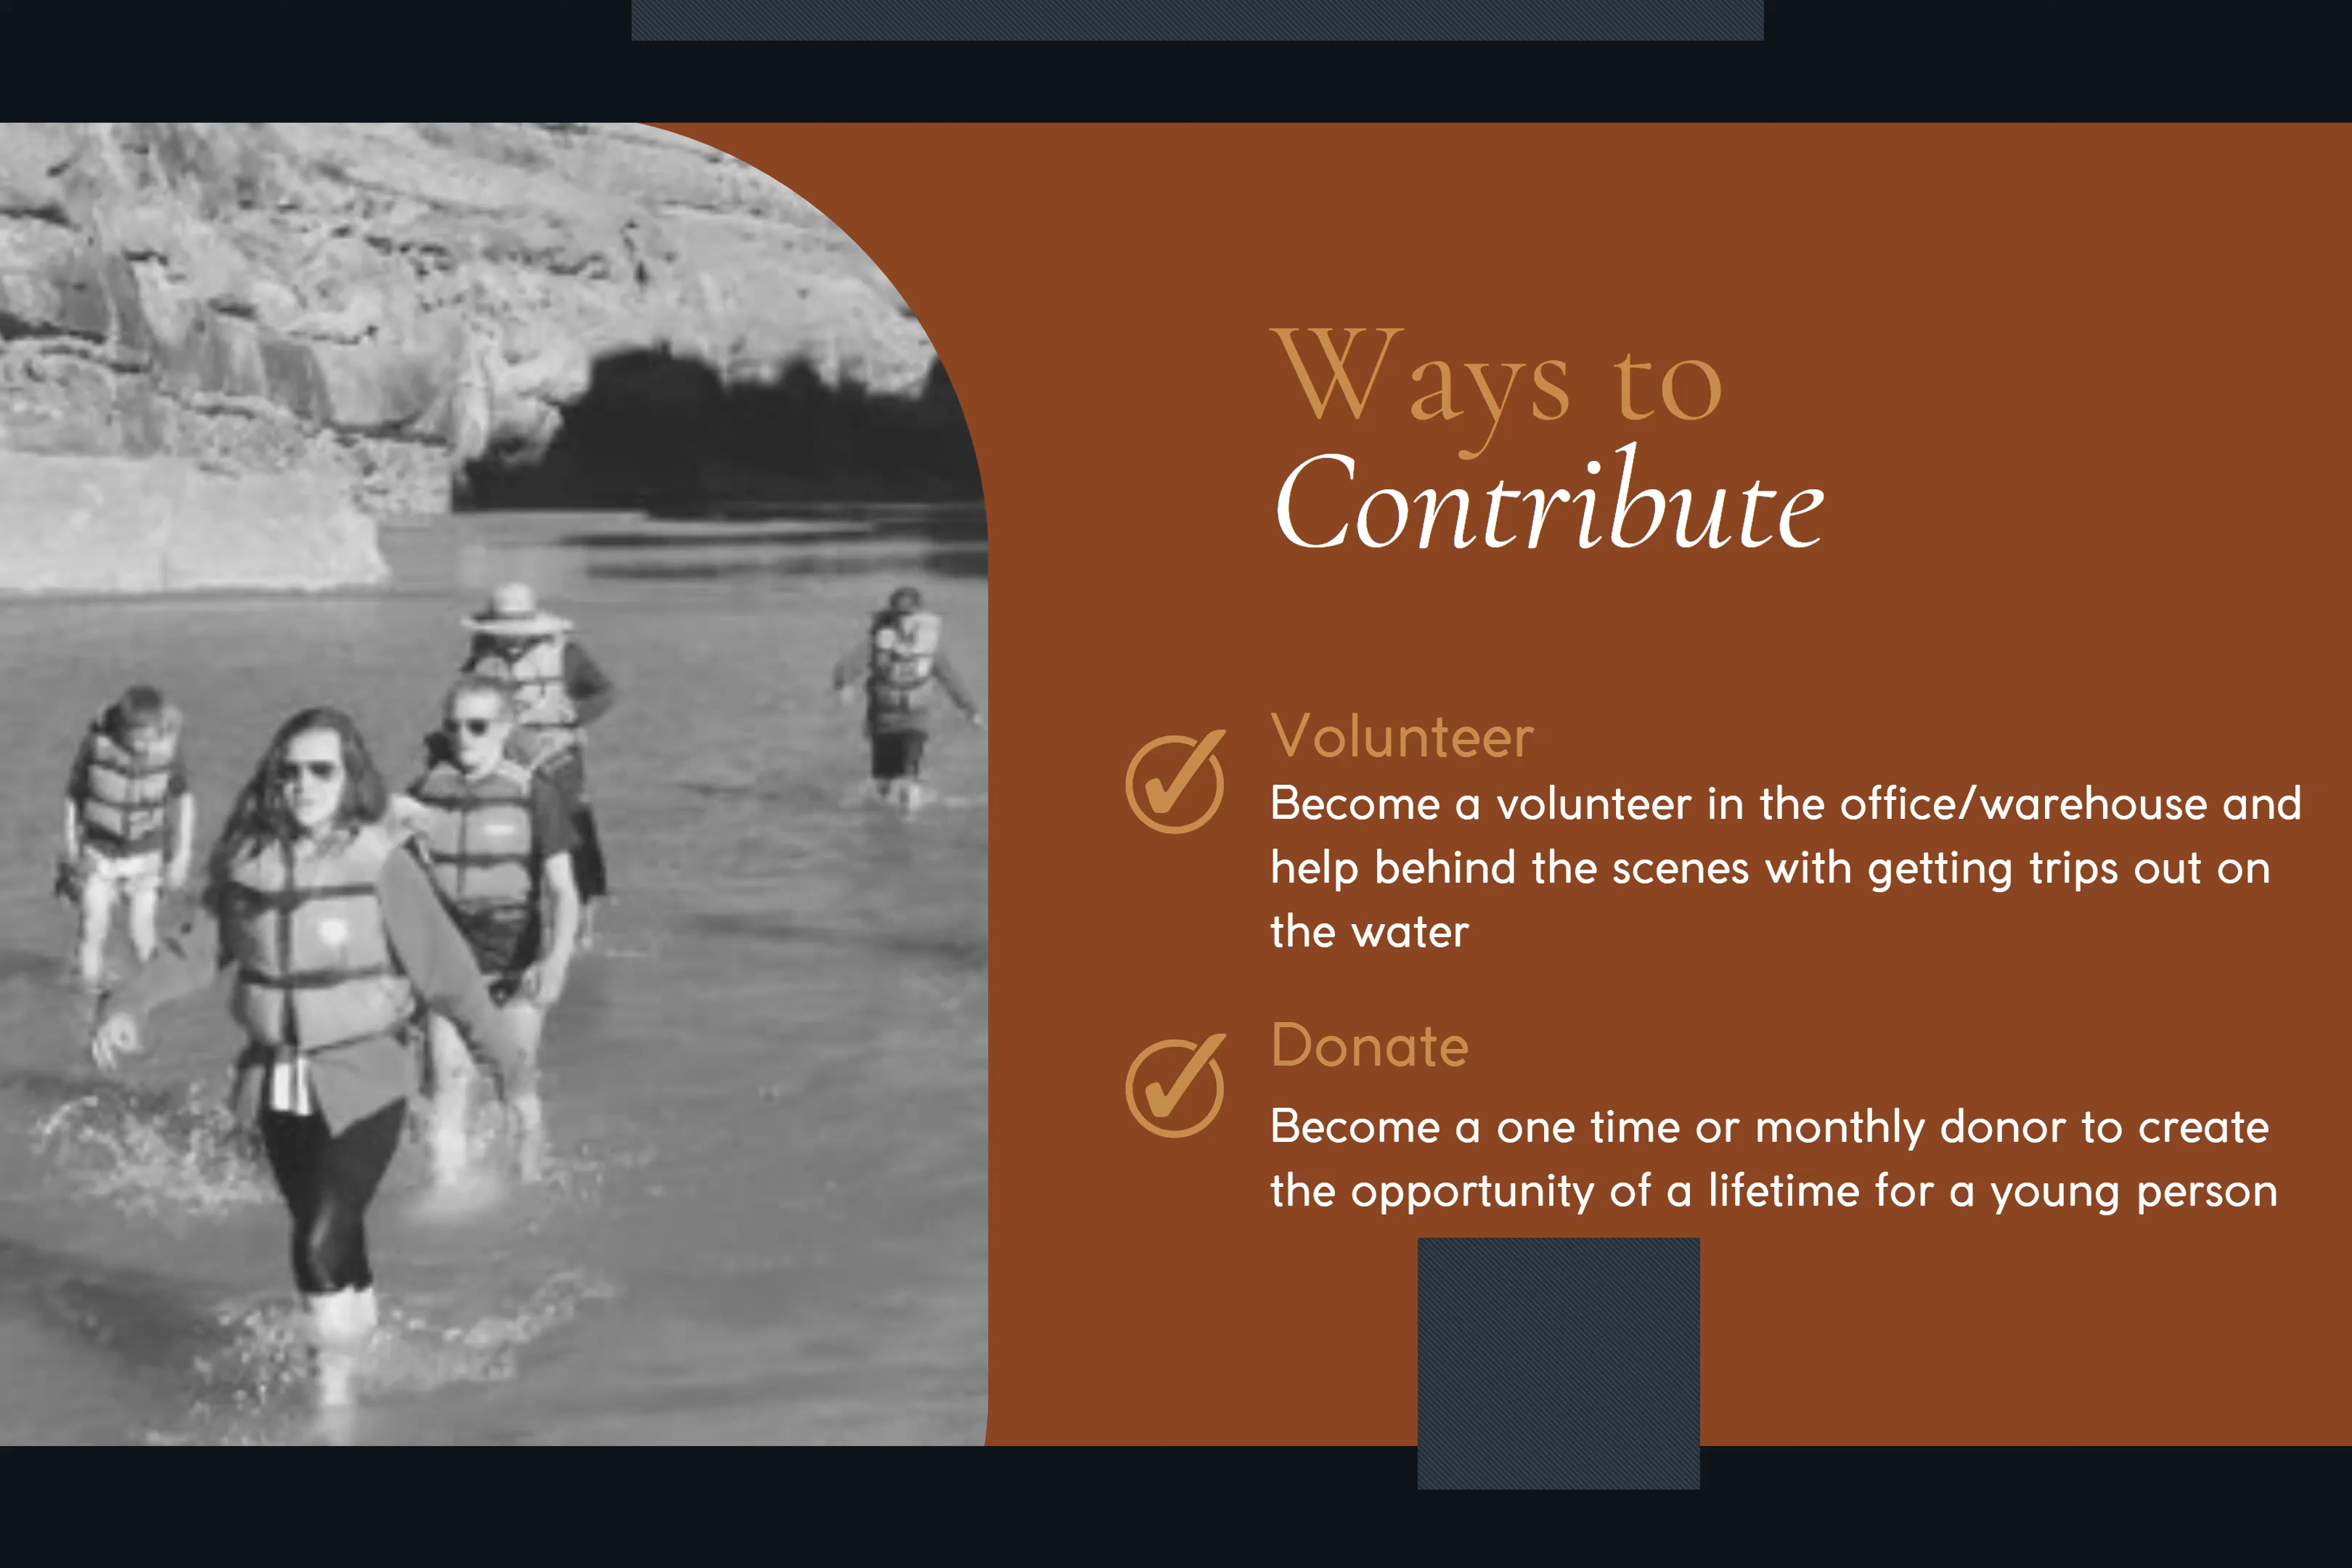 Ways to
Contribute
Volunteer
Become a volunteer in the office/warehouse and
help behind the scenes with getting trips out on
the water
Donate
Become a one time or monthly donor to create
the opportunity of a lifetime for a young person